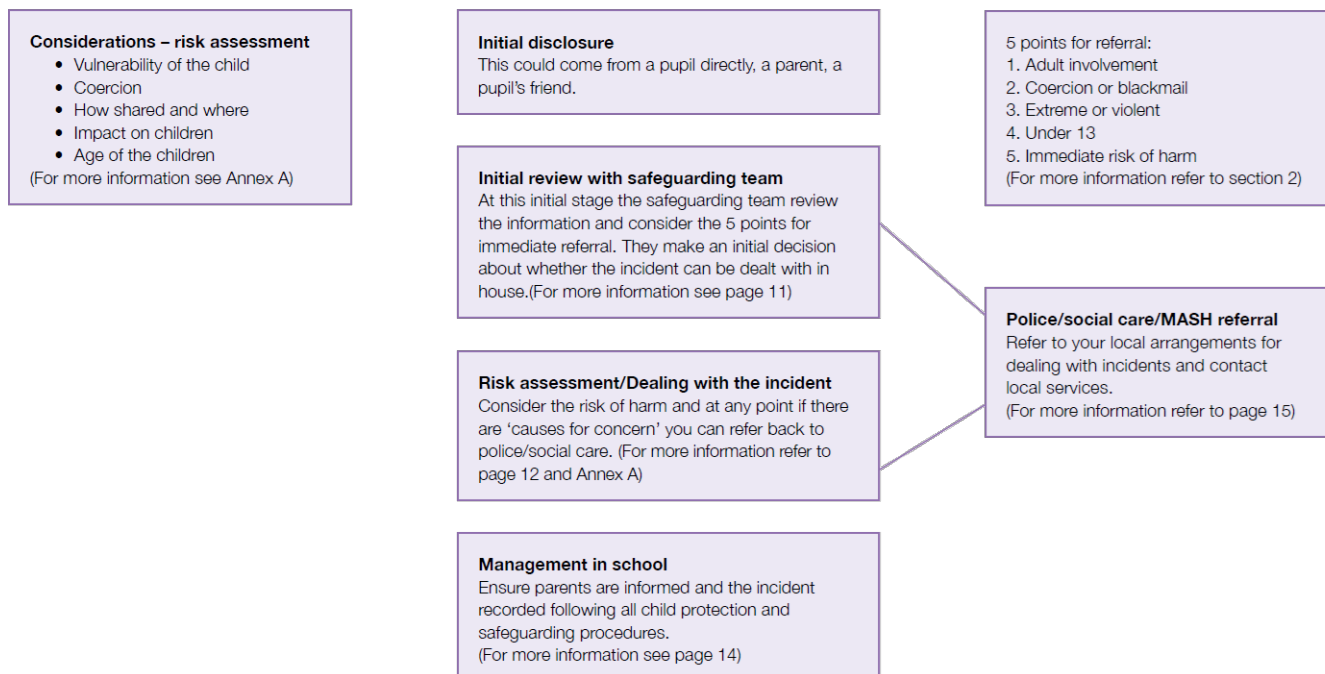 Considerations – risk assessment
• Vulnerability of the child
• Coercion
• How shared and where
• Impact on children
• Age of the children
(For more information see Annex A)
Initial disclosure
This could come from a pupil directly, a parent, a
pupil's friend.
Initial review with safeguarding team
At this initial stage the safeguarding team review
the information and consider the 5 points for
immediate referral. They make an initial decision
about whether the incident can be dealt with in
house.(For more information see page 11)
Risk assessment/Dealing with the incident
Consider the risk of harm and at any point if there
are ‘causes for concern’ you can refer back to
police/social care. (For more information refer to
page 12 and Annex A)
Management in school
Ensure parents are informed and the incident
recorded following all child protection and
safeguarding procedures.
(For more information see page 14)
5 points for referral:
1. Adult involvement
2. Coercion or blackmail
3. Extreme or violent
4. Under 13
5. Immediate risk of harm
(For more information refer to section 2)
Police/social care/MASH referral
Refer to your local arrangements for
dealing with incidents and contact
local services.
(For more information refer to page 15)